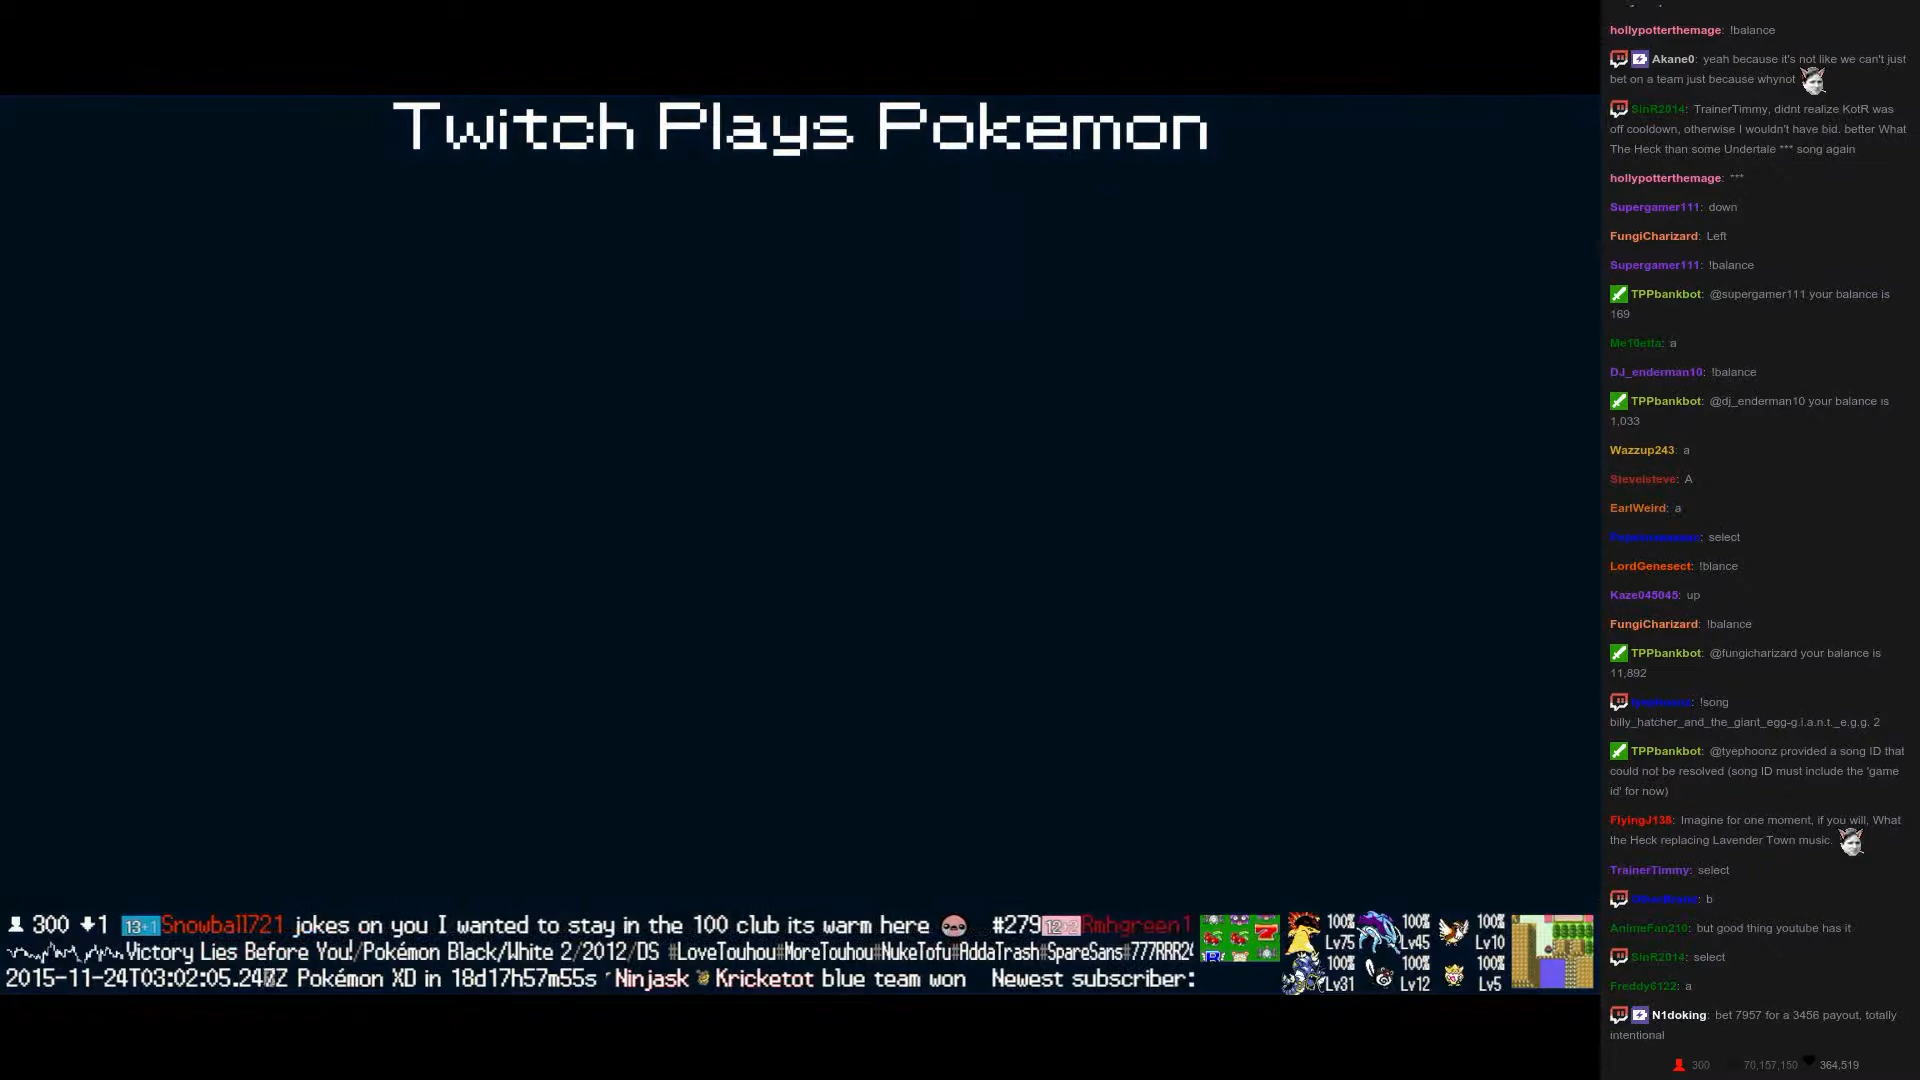 Twitch Plays Pokemon
300 1 13+1 Snowball721 jokes on you I wanted to stay in the 100 club its warm here #279 Rmhgreen1
Victory Lies Before You!/Pokémon Black/White 2/2012/DS #LoveTouhou#MoreTouhou#NukeTofu#AddaTrash#SpareSans#777RRR2
2015-11-24T03:02:05.24 Z Pokémon XD in 18d17h57m55s Ninjask Kricketot blue team won Newest subscriber:
100% 100% 100%
Lv75 Lv45 Lv10
100% 100% 100%
Lv31 Lv12 Lv5
hollypotterthemage: !balance
Akane0: yeah because it's not like we can't just
bet on a team just because whynot
SinR2014: TrainerTimmy, didnt realize KotR was
off cooldown, otherwise I wouldn't have bid. better What
The Heck than some Undertale *** song again
hollypotterthemage: ***
Supergamer111: down
FungiCharizard: Left
Supergamer111: !balance
TPPbankbot: @supergamer111 your balance is
169
Me10etta: a
DJ_enderman10: !balance
TPPbankbot: @dj_enderman10 your balance is
1,033
Wazzup243: a
Steveisteve: A
EarlWeird: a
select
LordGenesect: !blance
Kaze045045: up
FungiCharizard: !balance
TPPbankbot: @fungicharizard your balance is
11,892
tyephoonz: !song
billy_hatcher_and_the_giant_egg-g.i.a.n.t._e.g.g. 2
TPPbankbot: @tyephoonz provided a song ID that
could not be resolved (song ID must include the 'game
id' for now)
FlyingJ138: Imagine for one moment, if you will, What
the Heck replacing Lavender Town music.
TrainerTimmy: select
b
AnimeFan210: but good thing youtube has it
SinR2014: select
Freddy6122: a
N1doking: bet 7957 for a 3456 payout, totally
intentional
300 70,157,150 364,519